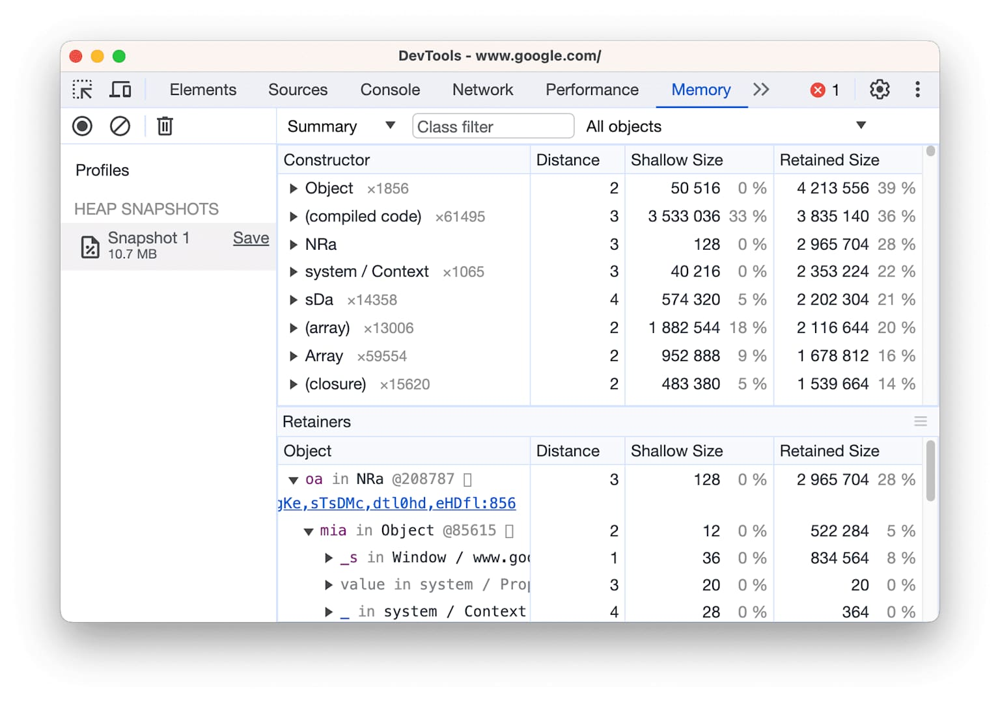 DevTools - www.google.com/
Elements Sources Console Network Performance Memory 1
Summary Class filter All objects
Profiles
HEAP SNAPSHOTS
Snapshot 1 Save
10.7 MB
Constructor Distance Shallow Size Retained Size
Object ×1856 2 50 516 0 % 4 213 556 39 %
(compiled code) ×61495 3 3 533 036 33 % 3 835 140 36 %
NRa 3 128 0 % 2 965 704 28 %
system / Context ×1065 3 40 216 0 % 2 353 224 22 %
sDa ×14358 4 574 320 5 % 2 202 304 21 %
(array) ×13006 2 1 882 544 18 % 2 116 644 20 %
Array ×59554 2 952 888 9 % 1 678 812 16 %
(closure) ×15620 2 483 380 5 % 1 539 664 14 %
Retainers
Object Distance Shallow Size Retained Size
oa in NRa @208787 3 128 0 % 2 965 704 28 %
gKe,sTsDMc,dtl0hd,eHDfl:856
mia in Object @85615 2 12 0 % 522 284 5 %
_s in Window / www.goo 1 36 0 % 834 564 8 %
value in system / Prop 3 20 0 % 20 0 %
_ in system / Context 4 28 0 % 364 0 %